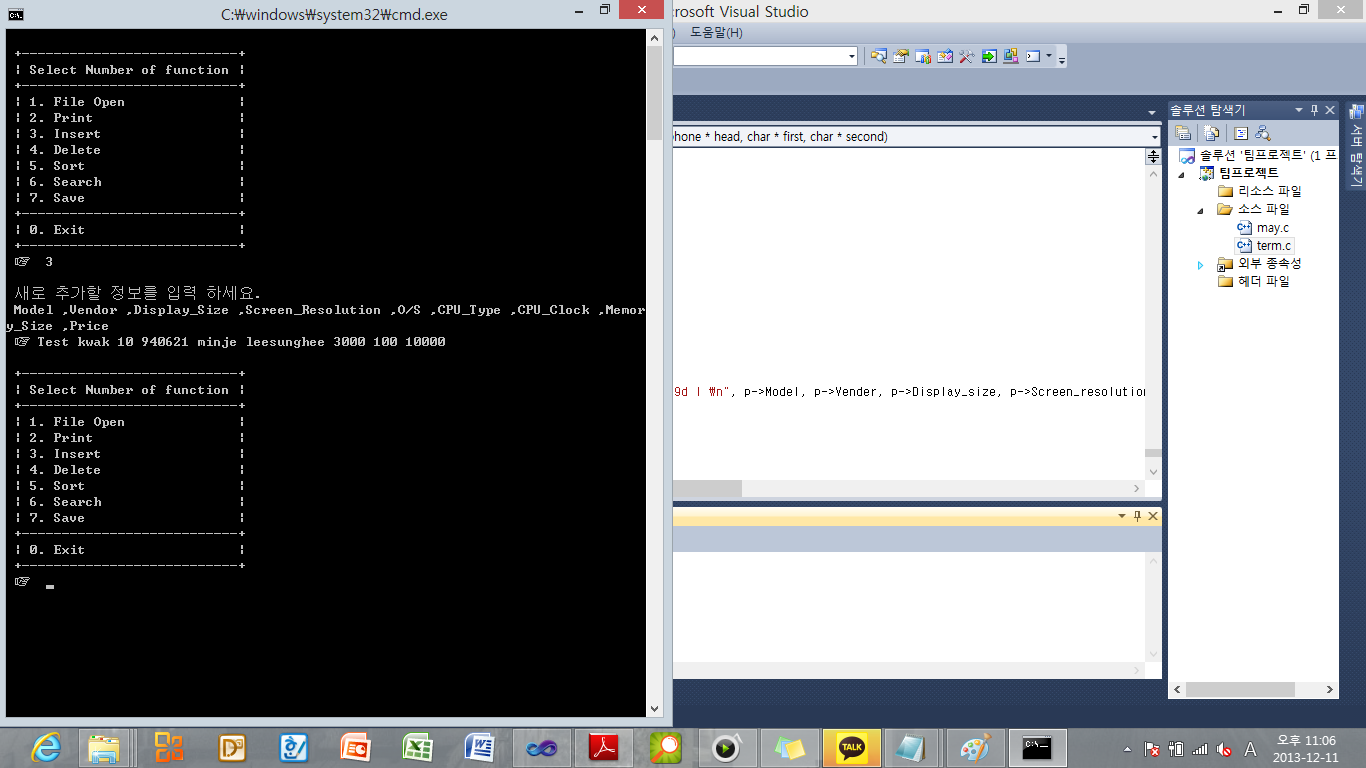 C:₩windows₩system32₩cmd.exe
+----------------------------+
¦ Select Number of function ¦
+----------------------------+
¦ 1. File Open ¦
¦ 2. Print ¦
¦ 3. Insert ¦
¦ 4. Delete ¦
¦ 5. Sort ¦
¦ 6. Search ¦
¦ 7. Save ¦
+----------------------------+
¦ 0. Exit ¦
+----------------------------+
☞ 3
새로 추가할 정보를 입력 하세요.
Model ,Vendor ,Display_Size ,Screen_Resolution ,O/S ,CPU_Type ,CPU_Clock ,Memor
y_Size ,Price
☞ Test kwak 10 940621 minje leesunghee 3000 100 10000
+----------------------------+
¦ Select Number of function ¦
+----------------------------+
¦ 1. File Open ¦
¦ 2. Print ¦
¦ 3. Insert ¦
¦ 4. Delete ¦
¦ 5. Sort ¦
¦ 6. Search ¦
¦ 7. Save ¦
+----------------------------+
¦ 0. Exit ¦
+----------------------------+
☞ _
rosoft Visual Studio
) 도움말(H)
phone * head, char * first, char * second)
9d | ₩n", p->Model, p->Vender, p->Display_size, p->Screen_resolution
솔루션 탐색기
솔루션 '팀프로젝트' (1 프
팀프로젝트
리소스 파일
소스 파일
may.c
term.c
외부 종속성
헤더 파일
서버 탐색기
TALK
A
오후 11:06
2013-12-11